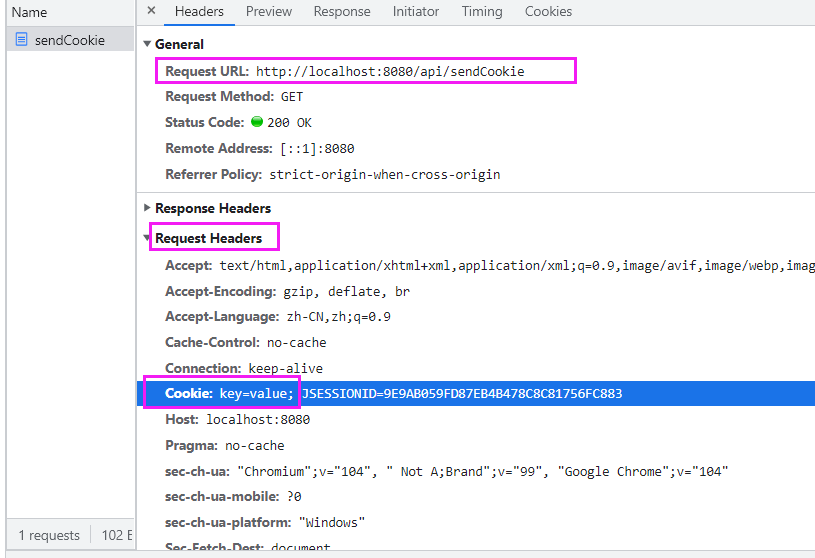 Name
× Headers Preview Response Initiator Timing Cookies
sendCookie
General
Request URL: http://localhost:8080/api/sendCookie
Request Method: GET
Status Code: 200 OK
Remote Address: [::1]:8080
Referrer Policy: strict-origin-when-cross-origin
Response Headers
Request Headers
Accept: text/html,application/xhtml+xml,application/xml;q=0.9,image/avif,image/webp,imag
Accept-Encoding: gzip, deflate, br
Accept-Language: zh-CN,zh;q=0.9
Cache-Control: no-cache
Connection: keep-alive
Cookie: key=value; JSESSIONID=9E9AB059FD87EB4B478C8C81756FC883
Host: localhost:8080
Pragma: no-cache
sec-ch-ua: "Chromium";v="104", " Not A;Brand";v="99", "Google Chrome";v="104"
sec-ch-ua-mobile: ?0
sec-ch-ua-platform: "Windows"
Sec-Fetch-Dest: document
1 requests 102 B